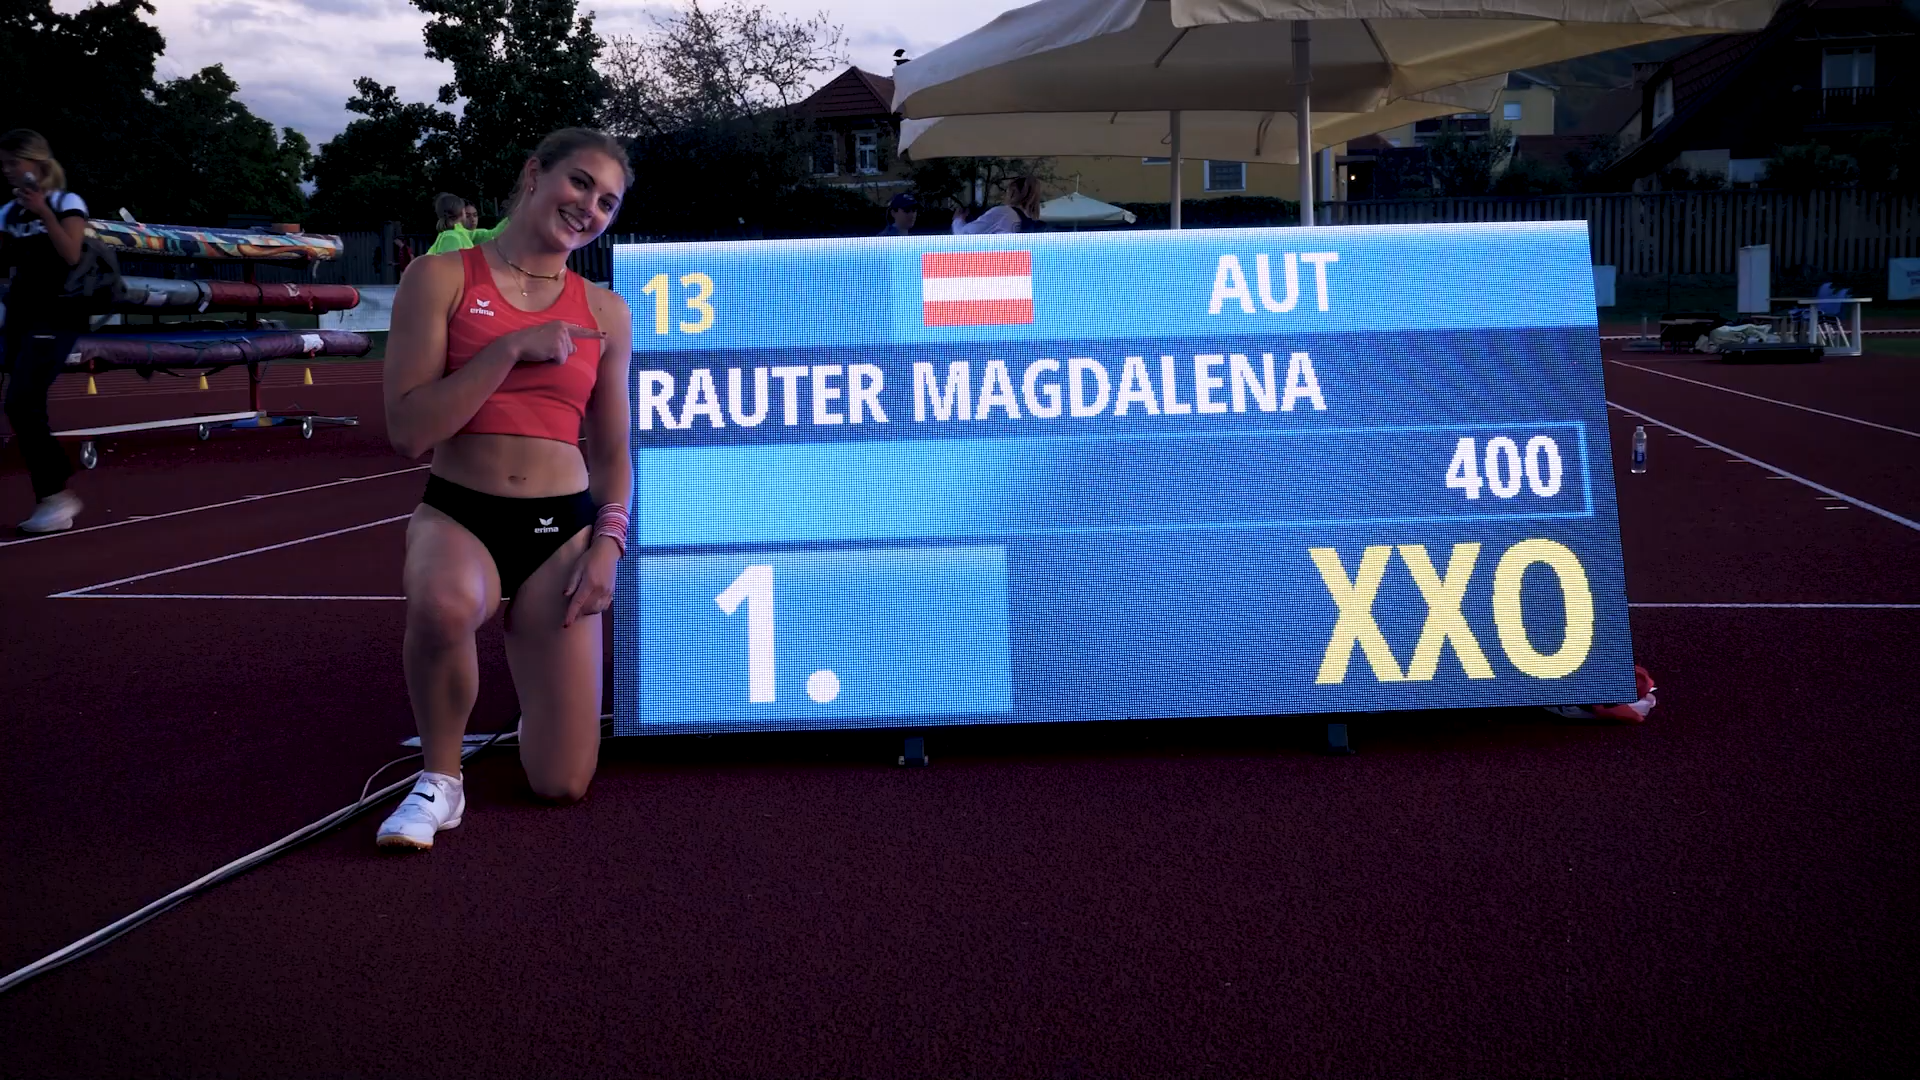 13 AUT
RAUTER MAGDALENA
400
1. XXO
erima
erima